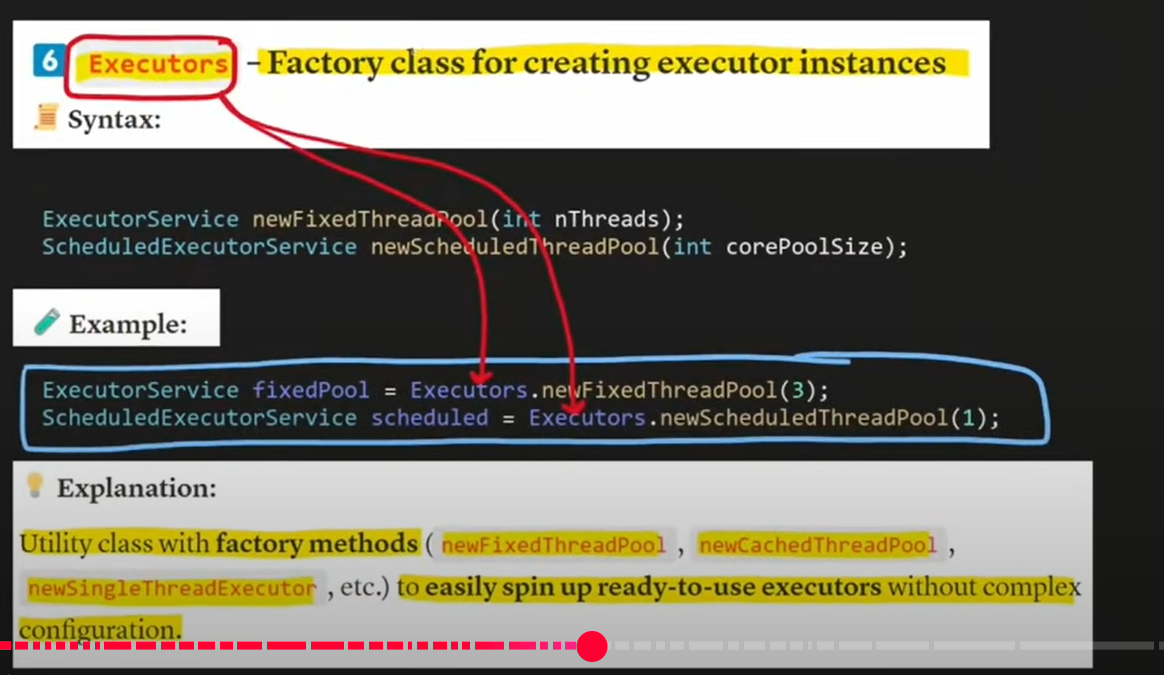 6 Executors – Factory class for creating executor instances
Syntax:
ExecutorService newFixedThreadPool(int nThreads);
ScheduledExecutorService newScheduledThreadPool(int corePoolSize);
Example:
ExecutorService fixedPool = Executors.newFixedThreadPool(3);
ScheduledExecutorService scheduled = Executors.newScheduledThreadPool(1);
Explanation:
Utility class with factory methods ( newFixedThreadPool , newCachedThreadPool ,
newSingleThreadExecutor , etc.) to easily spin up ready-to-use executors without complex
configuration.